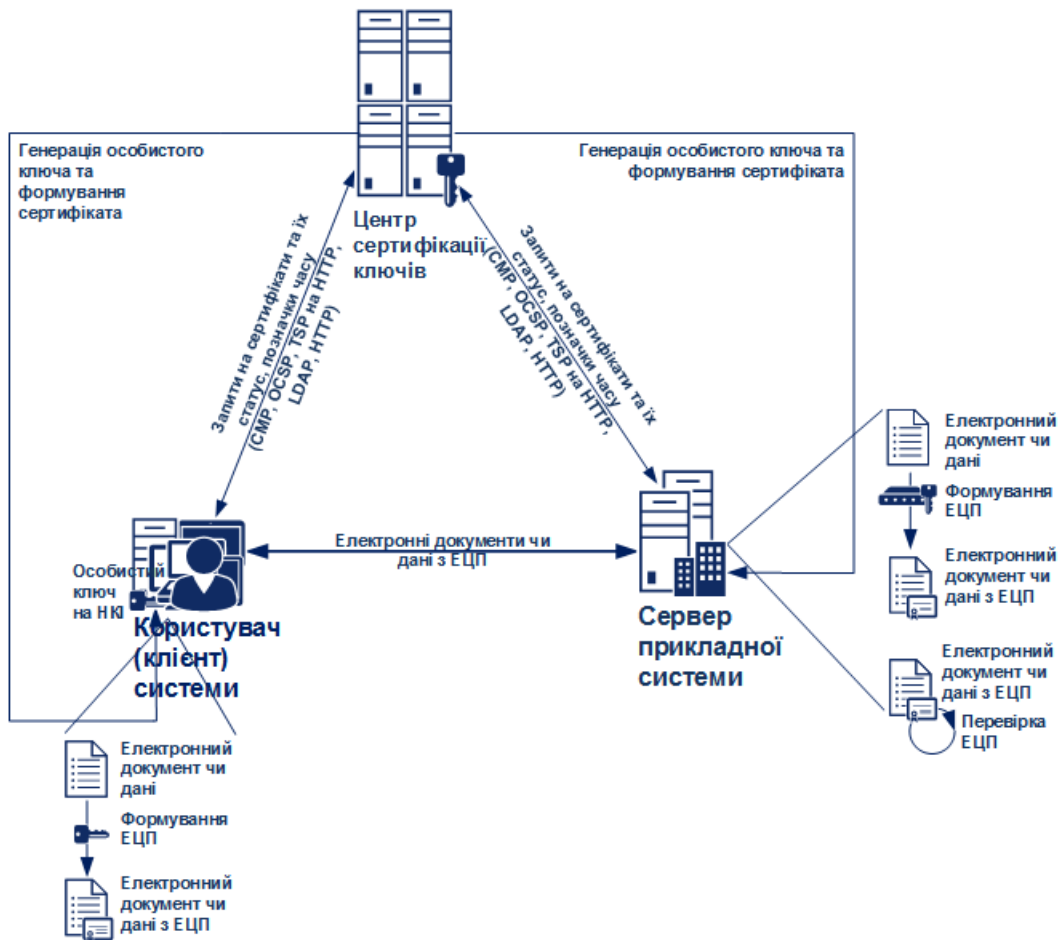 Генерація особистого
ключа та
формування
сертифіката
Генерація особистого ключа та
формування сертифіката
Центр
сертифікації
ключів
Запити на сертифікати та їх
статус, позначки часу
(CMP, OCSP, TSP на HTTP,
LDAP, HTTP)
Запити на сертифікати та їх
статус, позначки часу
(CMP, OCSP, TSP на HTTP,
LDAP, HTTP)
Електронний
документ чи
дані
Формування
ЕЦП
Електронний
документ чи
дані з ЕЦП
Електронний
документ чи
дані з ЕЦП
Перевірка
ЕЦП
Електронні документи чи
дані з ЕЦП
Особистий
ключ
на НКІ
Користувач
(клієнт)
системи
Сервер
прикладної
системи
Електронний
документ чи
дані
Формування
ЕЦП
Електронний
документ чи
дані з ЕЦП